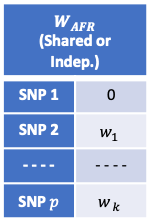 W_AFR
(Shared or
Indep.)
SNP 1 0
SNP 2 w_1
---- ----
SNP p w_k